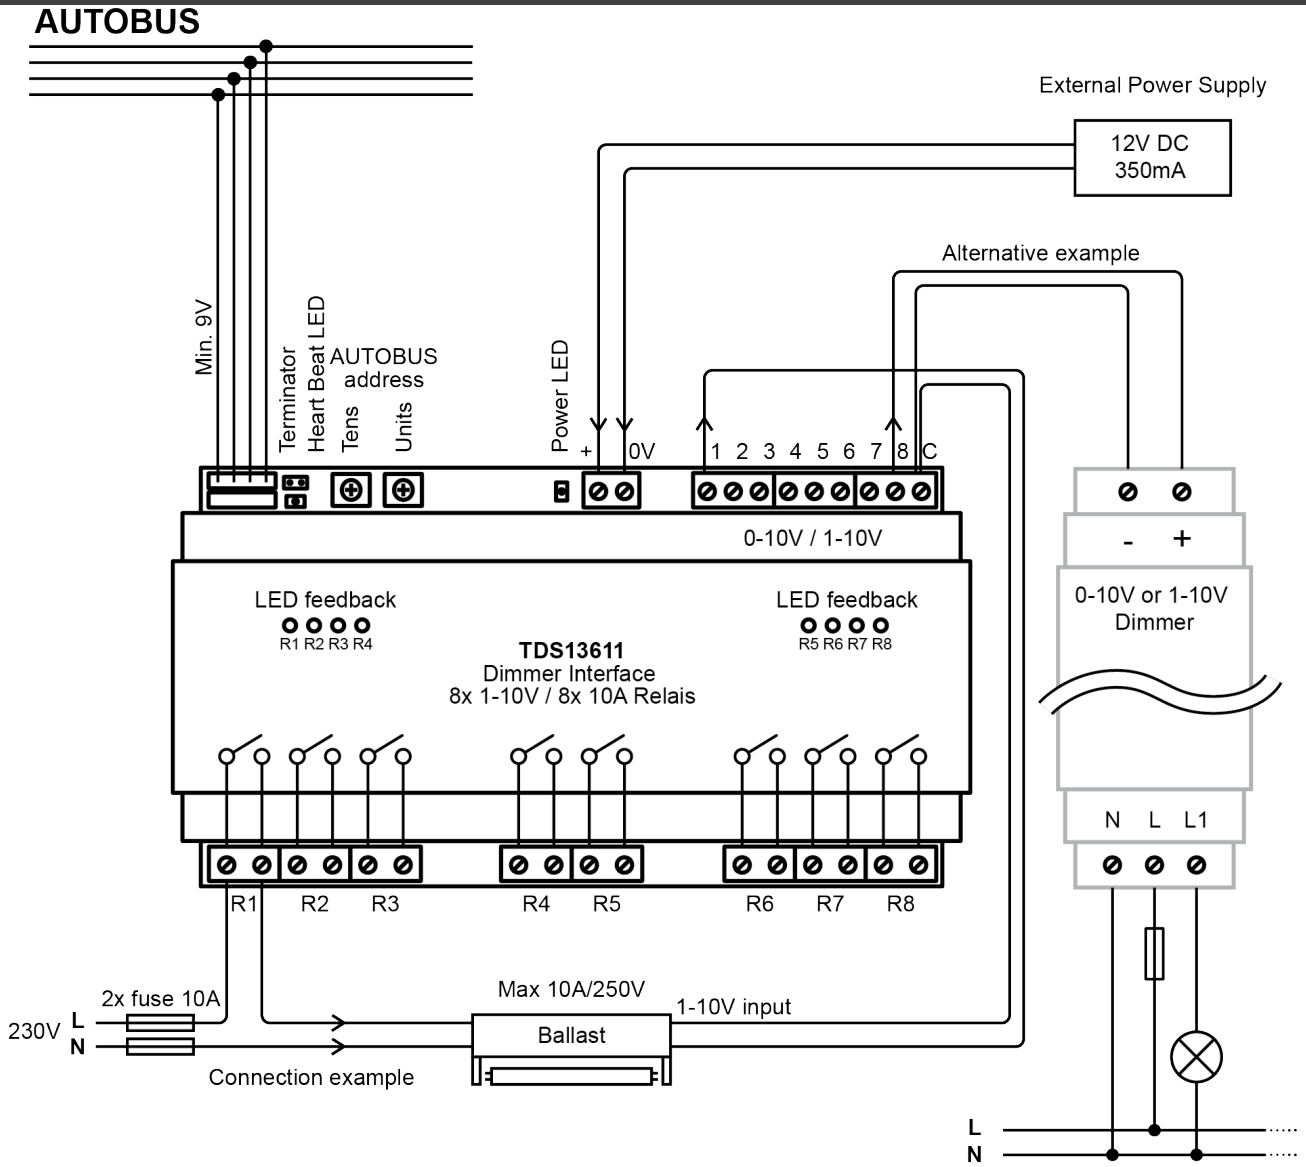 AUTOBUS
External Power Supply
12V DC
350mA
Alternative example
Min. 9V
Terminator
Heart Beat LED
AUTOBUS
address
Tens
Units
Power LED
+ 0V
1 2 3 4 5 6 7 8 C
0-10V / 1-10V
- +
LED feedback
R1 R2 R3 R4
LED feedback
R5 R6 R7 R8
0-10V or 1-10V
Dimmer
TDS13611
Dimmer Interface
8x 1-10V / 8x 10A Relais
N L L1
R1 R2 R3 R4 R5 R6 R7 R8
2x fuse 10A
Max 10A/250V
1-10V input
230V
L
N
Ballast
Connection example
L
N